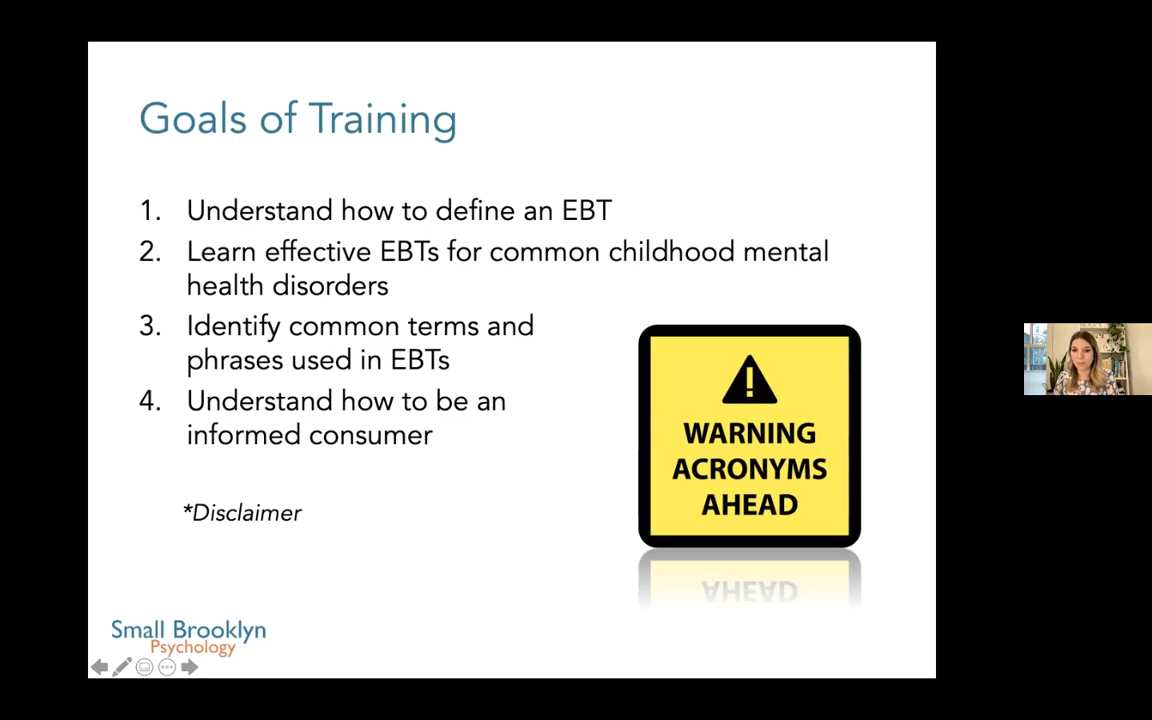 Goals of Training
1. Understand how to define an EBT
2. Learn effective EBTs for common childhood mental
health disorders
3. Identify common terms and
phrases used in EBTs
4. Understand how to be an
informed consumer
*Disclaimer
WARNING
ACRONYMS
AHEAD
AHEAD
Small Brooklyn
Psychology